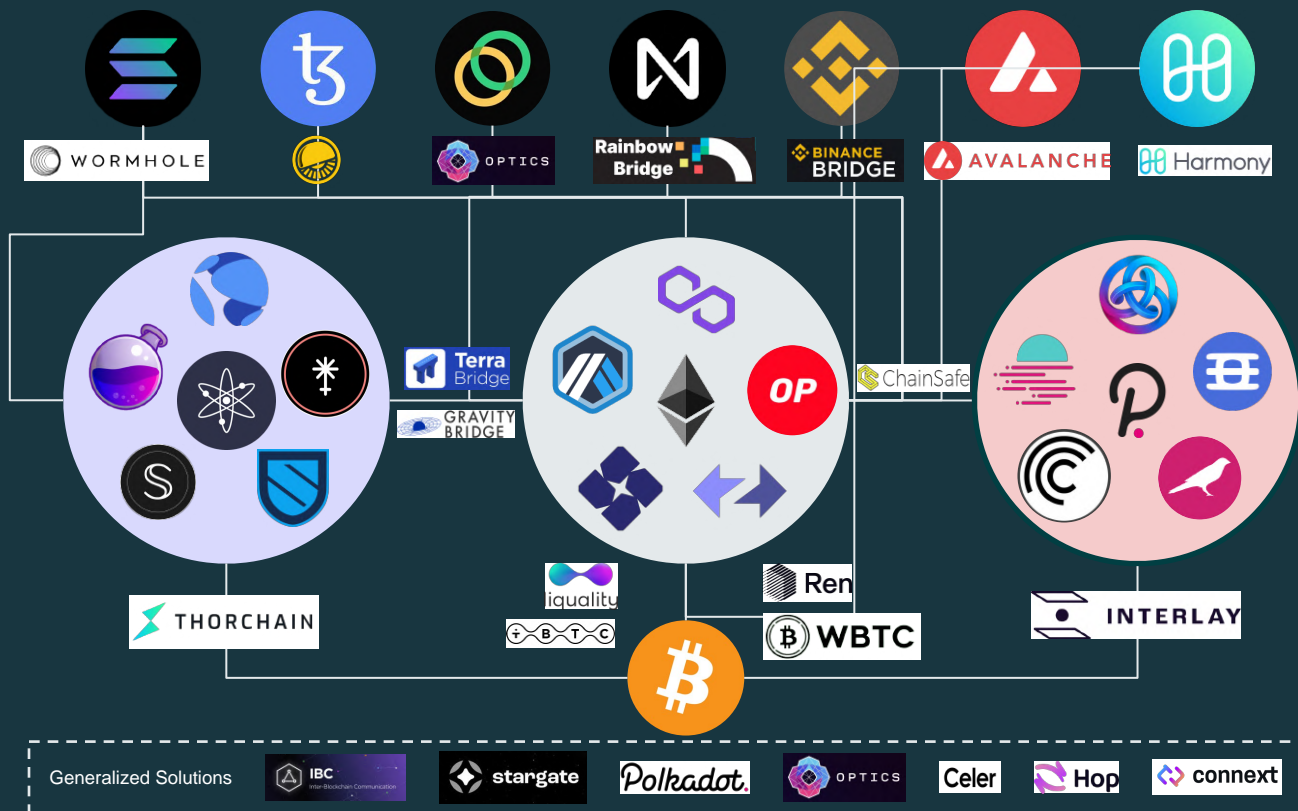 WORMHOLE
OPTICS
Rainbow
Bridge
BINANCE
BRIDGE
AVALANCHE
Harmony
Terra
Bridge
GRAVITY
BRIDGE
OP
ChainSafe
S
THORCHAIN
liquality
TBTC
Ren
WBTC
INTERLAY
Generalized Solutions
IBC
Inter-Blockchain Communication
stargate
Polkadot.
OPTICS
Celer
Hop
connext